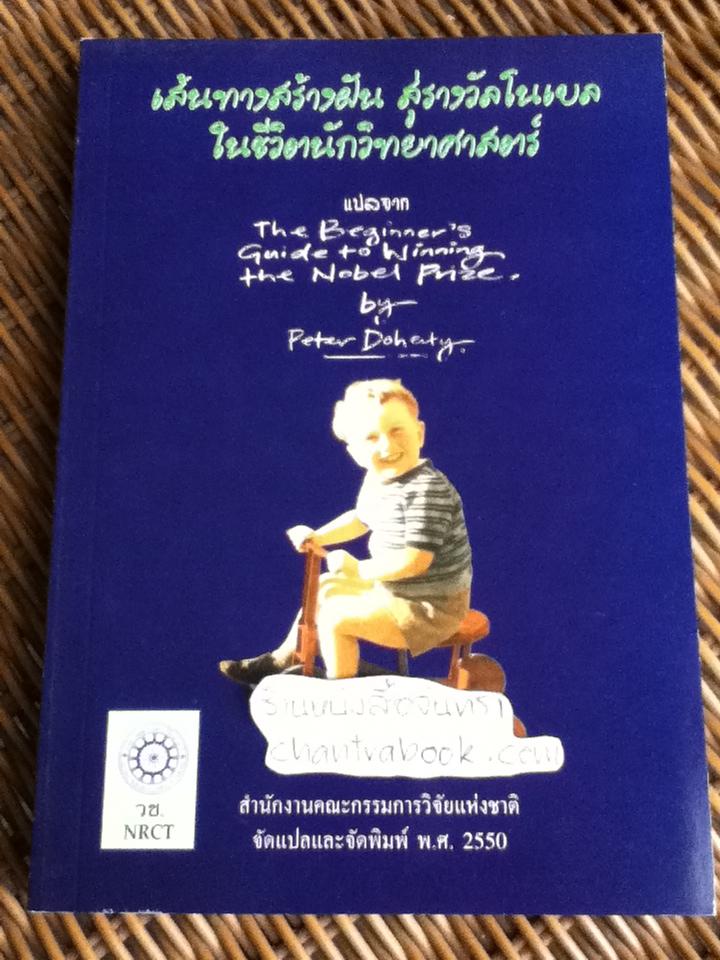 เส้นทางสร้างฝัน สู่รางวัลโนเบล
ในชีวิตนักวิทยาศาสตร์
แปลจาก
The Beginner's
Guide to Winning
the Nobel Prize.
by
Peter Dohaty.
ร้านหนังสือจันทรา
chantrabook.com
วช.
NRCT
สำนักงานคณะกรรมการวิจัยแห่งชาติ
จัดแปลและจัดพิมพ์ พ.ศ. 2550